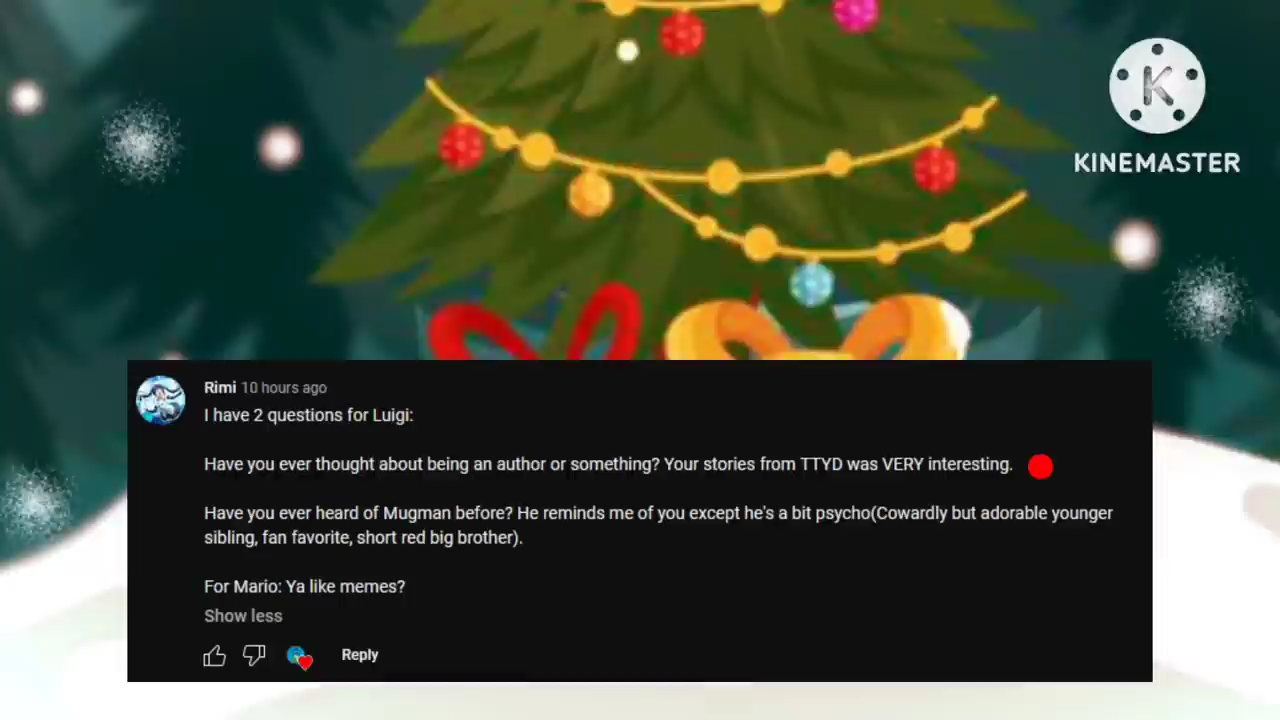 K
KINEMASTER
Rimi 10 hours ago
I have 2 questions for Luigi:
Have you ever thought about being an author or something? Your stories from TTYD was VERY interesting.
Have you ever heard of Mugman before? He reminds me of you except he's a bit psycho(Cowardly but adorable younger
sibling, fan favorite, short red big brother).
For Mario: Ya like memes?
Show less
Reply